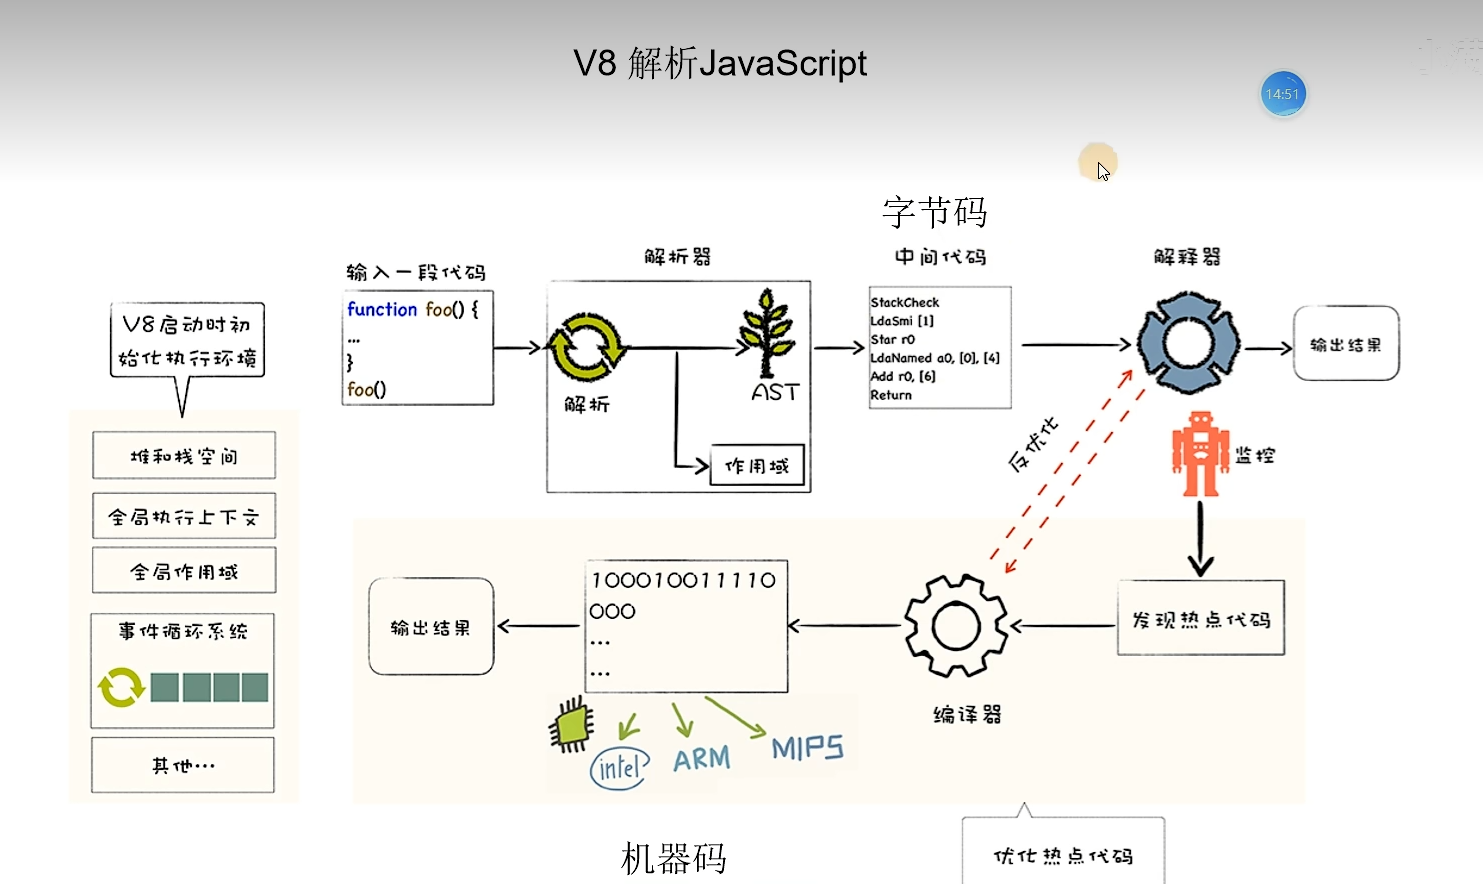 V8 解析JavaScript
14:51
字节码
输入一段代码
解析器
中间代码
解释器
function foo() {
...
}
foo()
解析
AST
作用域
StackCheck
LdaSmi [1]
Star r0
LdaNamed a0, [0], [4]
Add r0, [6]
Return
输出结果
V8启动时初
始化执行环境
堆和栈空间
全局执行上下文
全局作用域
事件循环系统
其他…
反优化
监控
发现热点代码
编译器
100010011110
000
...
...
输出结果
intel
ARM
MIPS
机器码
优化热点代码